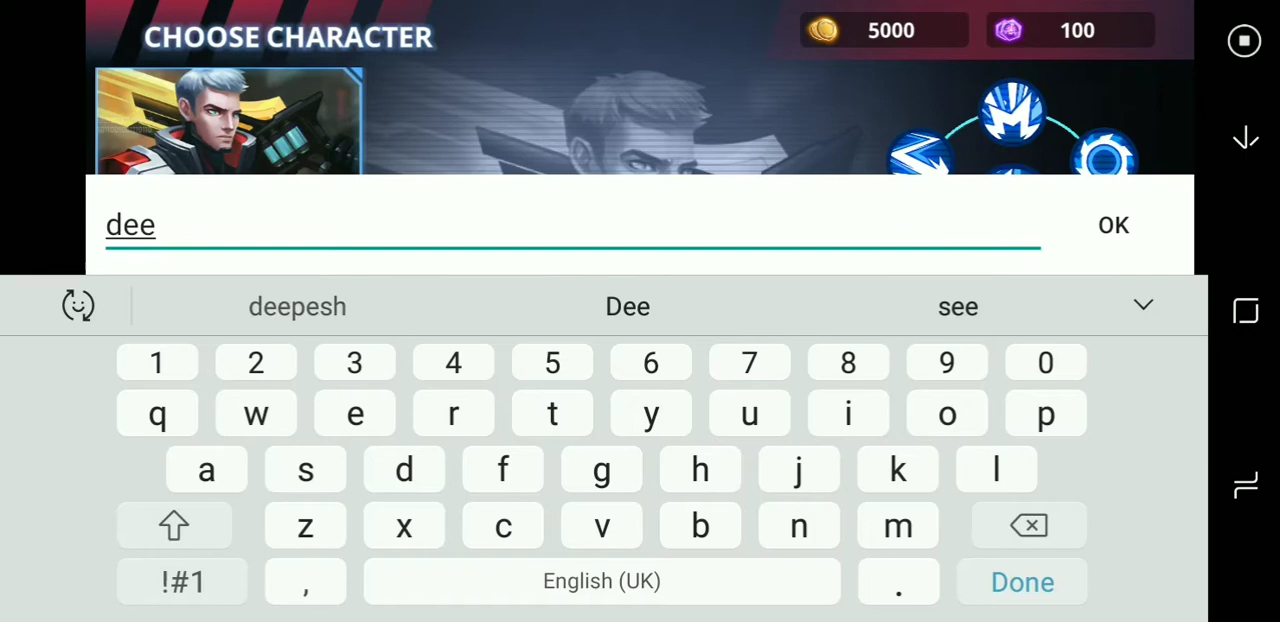 CHOOSE CHARACTER
5000
100
dee
OK
deepesh Dee see
1 2 3 4 5 6 7 8 9 0
q w e r t y u i o p
a s d f g h j k l
z x c v b n m
!#1 , English (UK) . Done